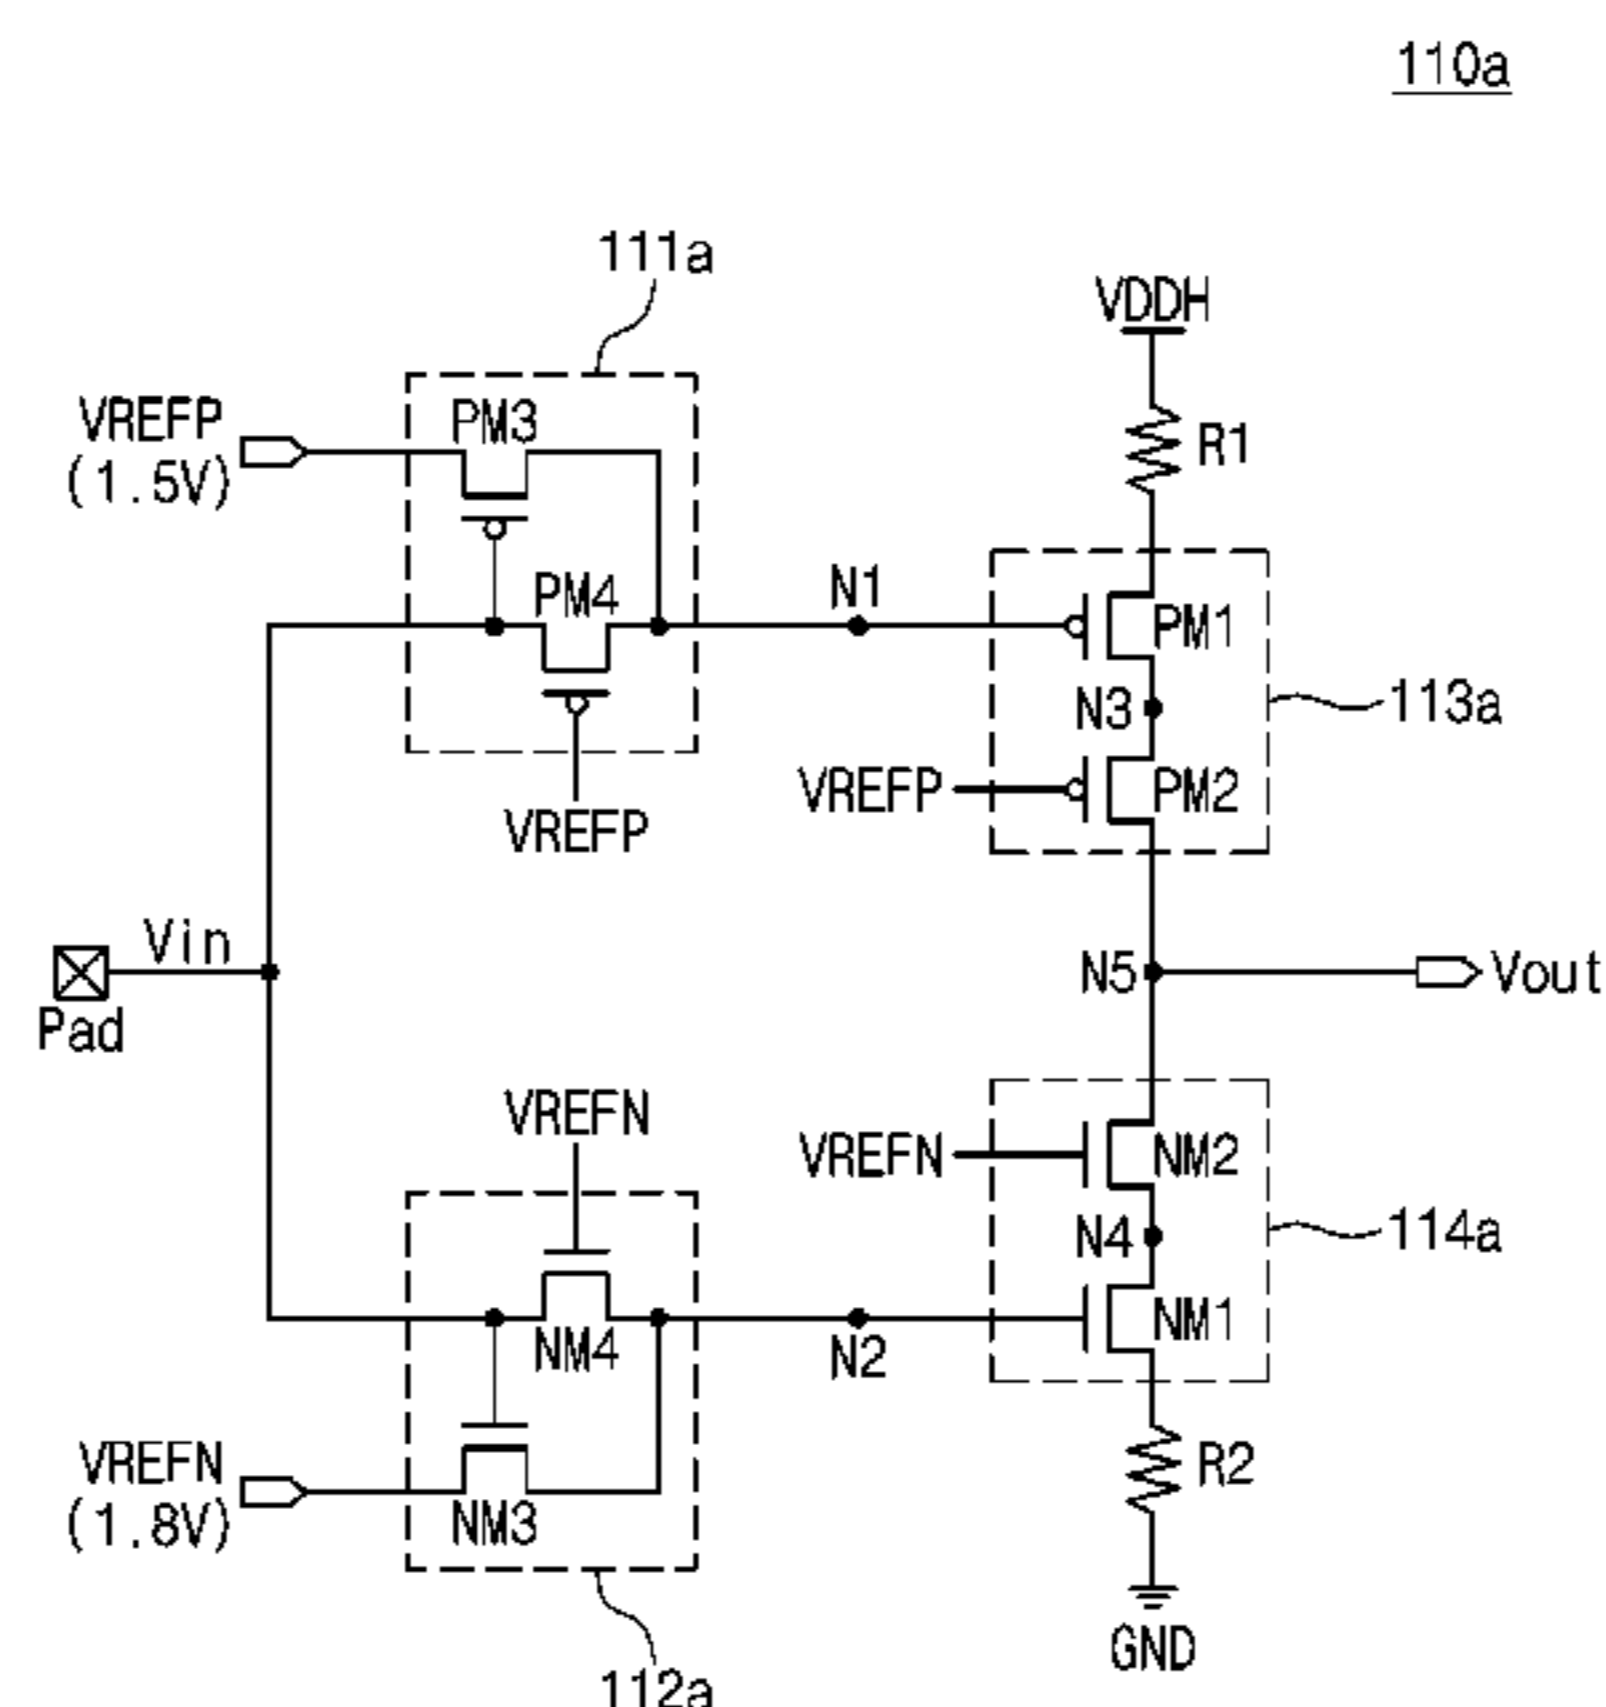 110a
111a
VDDH
VREFP
(1.5V)
PM3
R1
PM4
N1
PM1
N3
113a
VREFP
PM2
VREFP
Vin
Pad
N5
Vout
VREFN
VREFN
NM2
N4
114a
NM4
N2
NM1
VREFN
(1.8V)
NM3
R2
GND
112a